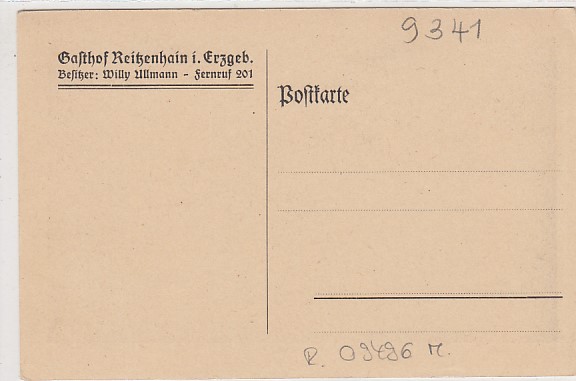 9341
Gasthof Reitzenhain i. Erzgeb.
Besitzer: Willy Ullmann - Fernruf 201
Postkarte
R. 09496 M.